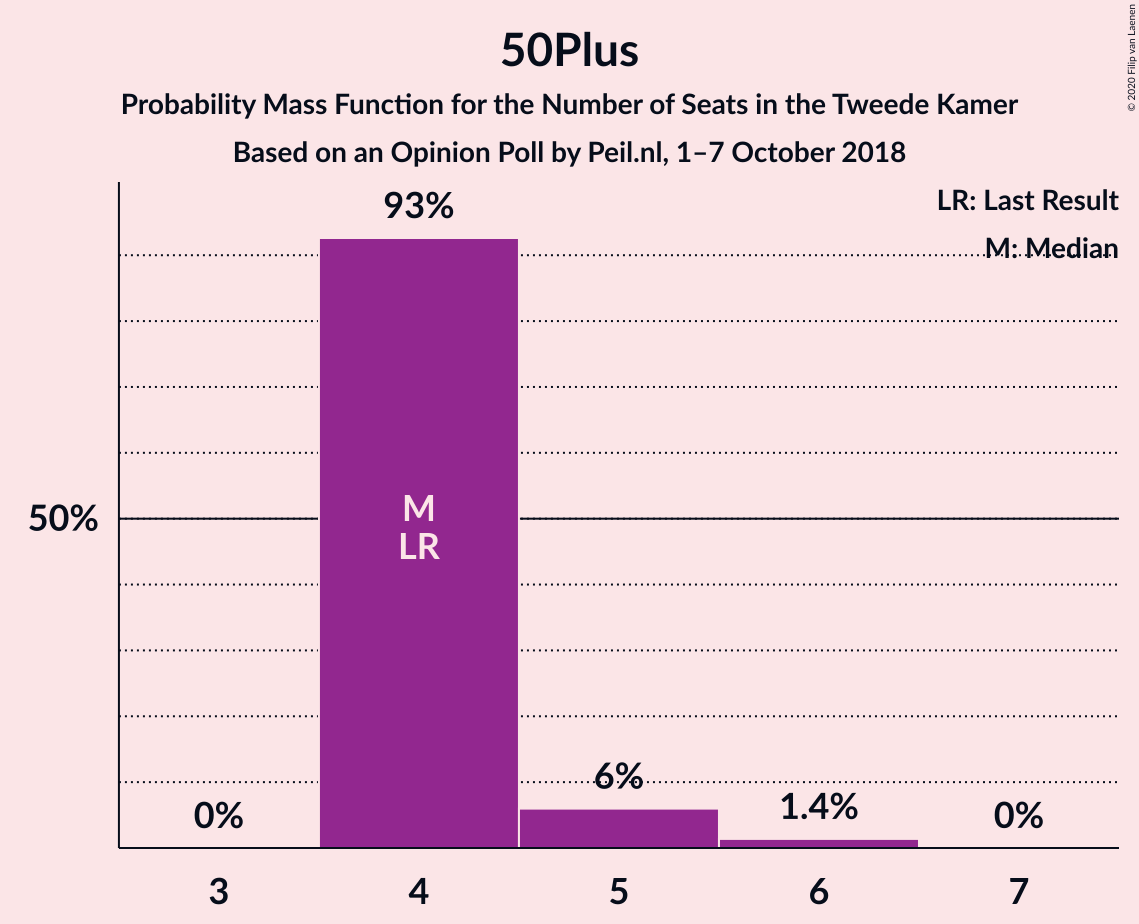 50Plus
Probability Mass Function for the Number of Seats in the Tweede Kamer
Based on an Opinion Poll by Peil.nl, 1–7 October 2018
© 2020 Filip van Laenen
LR: Last Result
M: Median
93%
50%
M
LR
0%
6%
1.4%
0%
3 4 5 6 7